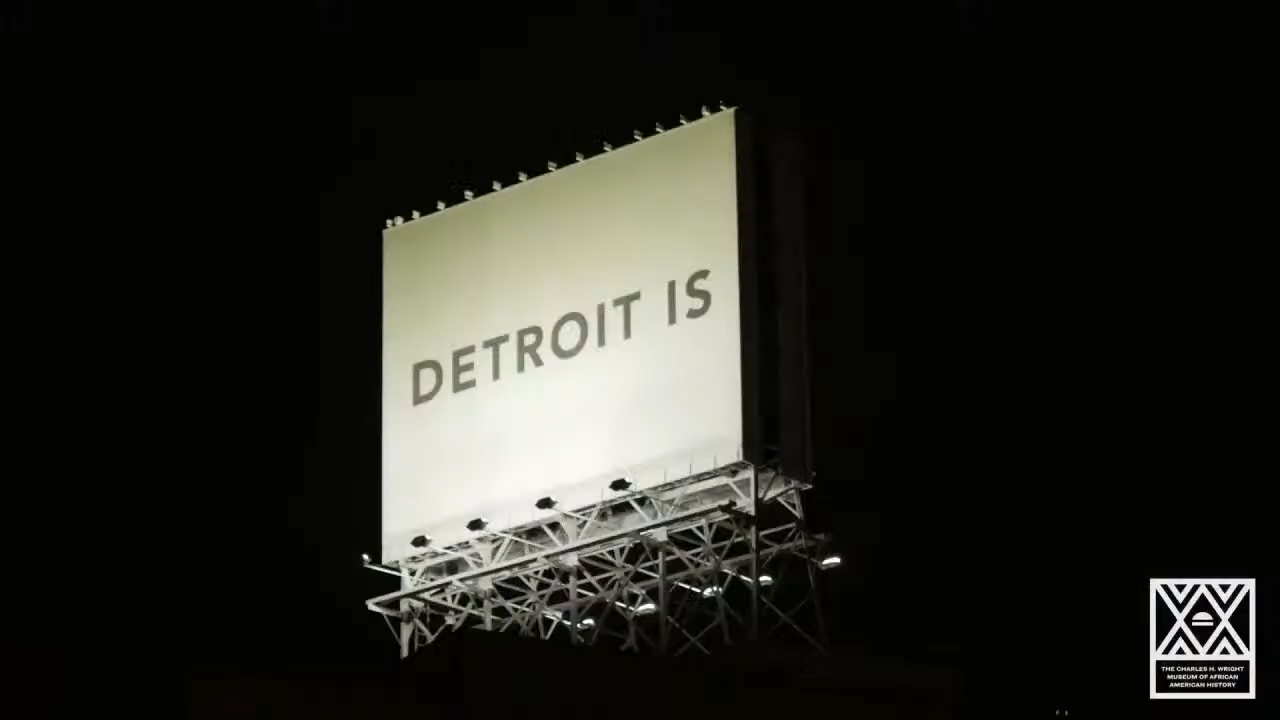 DETROIT IS
THE CHARLES H. WRIGHT
MUSEUM OF AFRICAN
AMERICAN HISTORY